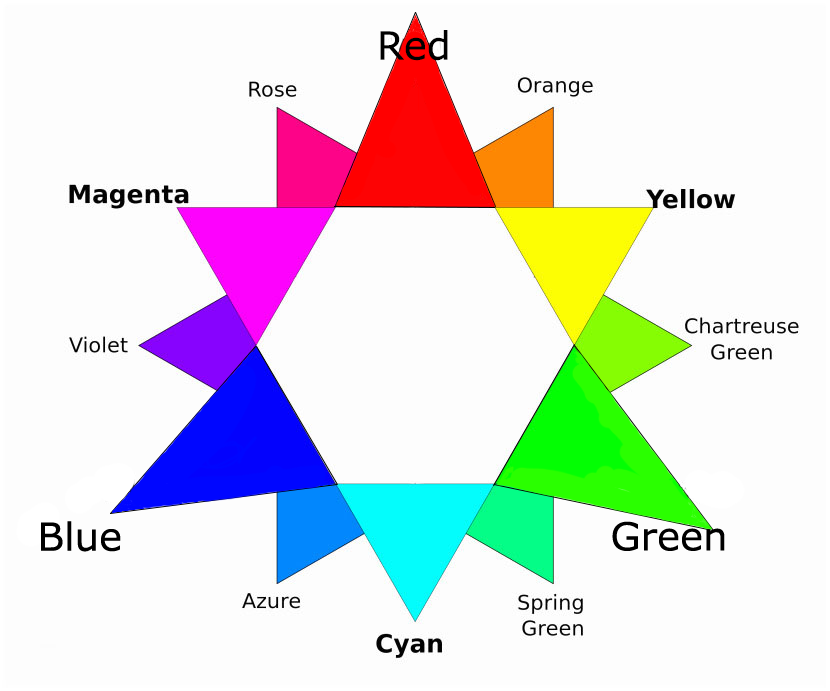 Red
Rose
Orange
Magenta
Yellow
Violet
Chartreuse
Green
Blue
Green
Azure
Spring
Green
Cyan